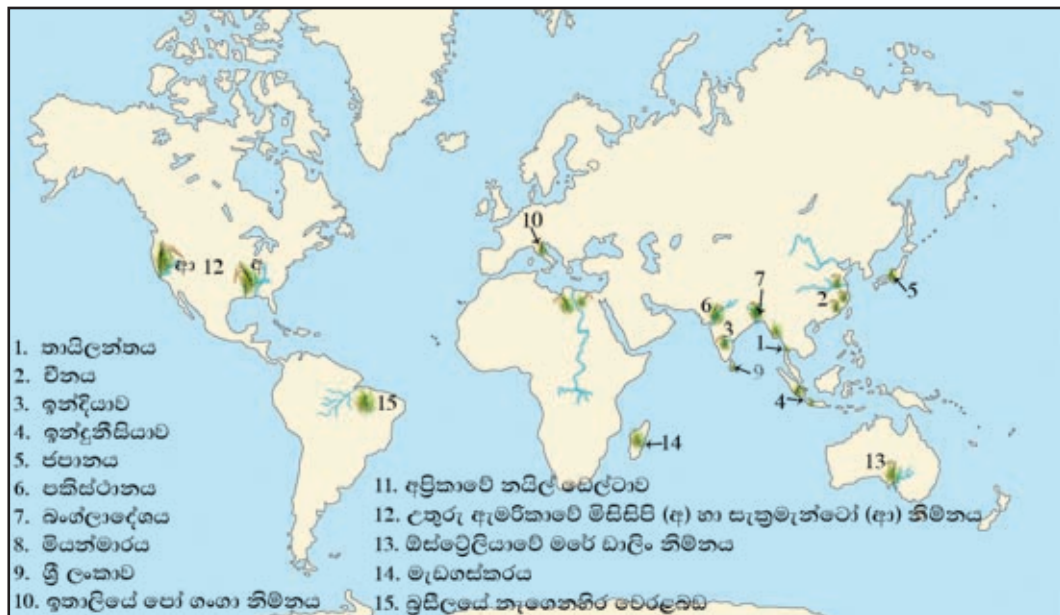 10
ආ 12 අ
7
6
2
5
3
1
9
4
15
14
13
1. තායිලන්තය
2. චීනය
3. ඉන්දියාව
4. ඉන්දුනීසියාව
5. ජපානය
6. පකිස්ථානය
7. බංග්ලාදේශය
8. මියන්මාරය
9. ශ්‍රී ලංකාව
10. ඉතාලියේ පෝ ගංගා නිම්නය
11. අප්‍රිකාවේ නයිල් ඩෙල්ටාව
12. උතුරු ඇමරිකාවේ මිසිසිපි (අ) හා සැක්‍රමැන්ටෝ (ආ) නිම්නය
13. ඕස්ට්‍රේලියාවේ මරේ ඩාලිං නිම්නය
14. මැඩගස්කරය
15. බ්‍රසීලයේ නැගෙනහිර වෙරළබඩ